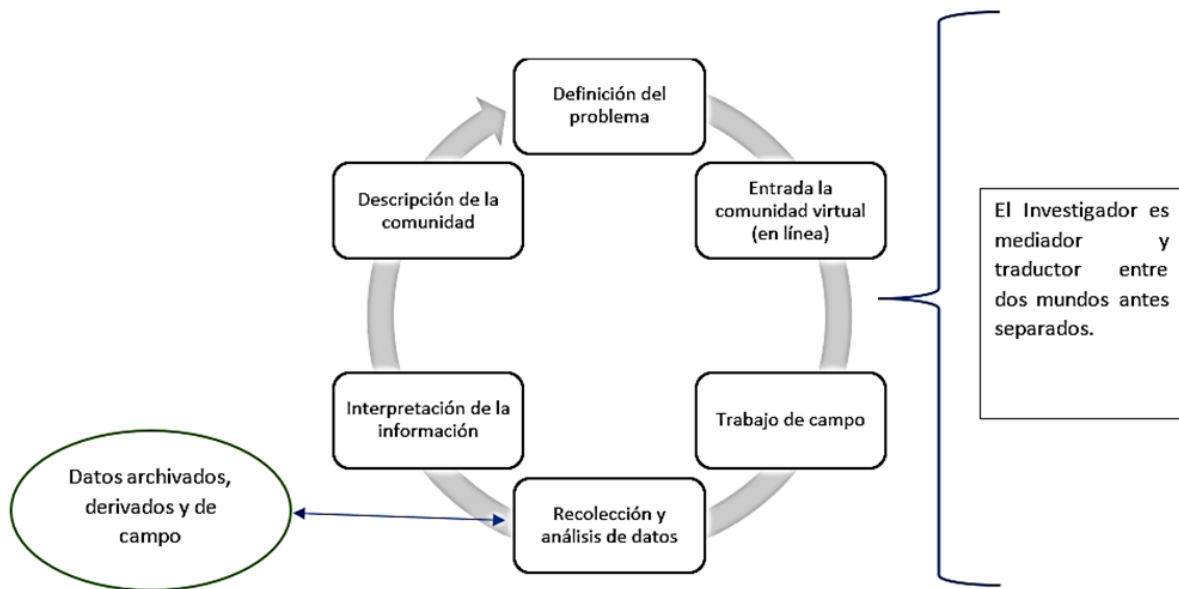 Definición del
problema
Entrada la
comunidad virtual
(en línea)
Trabajo de campo
Recolección y
análisis de datos
Interpretación de la
información
Descripción de la
comunidad
Datos archivados,
derivados y de
campo
El Investigador es
mediador y
traductor entre
dos mundos antes
separados.